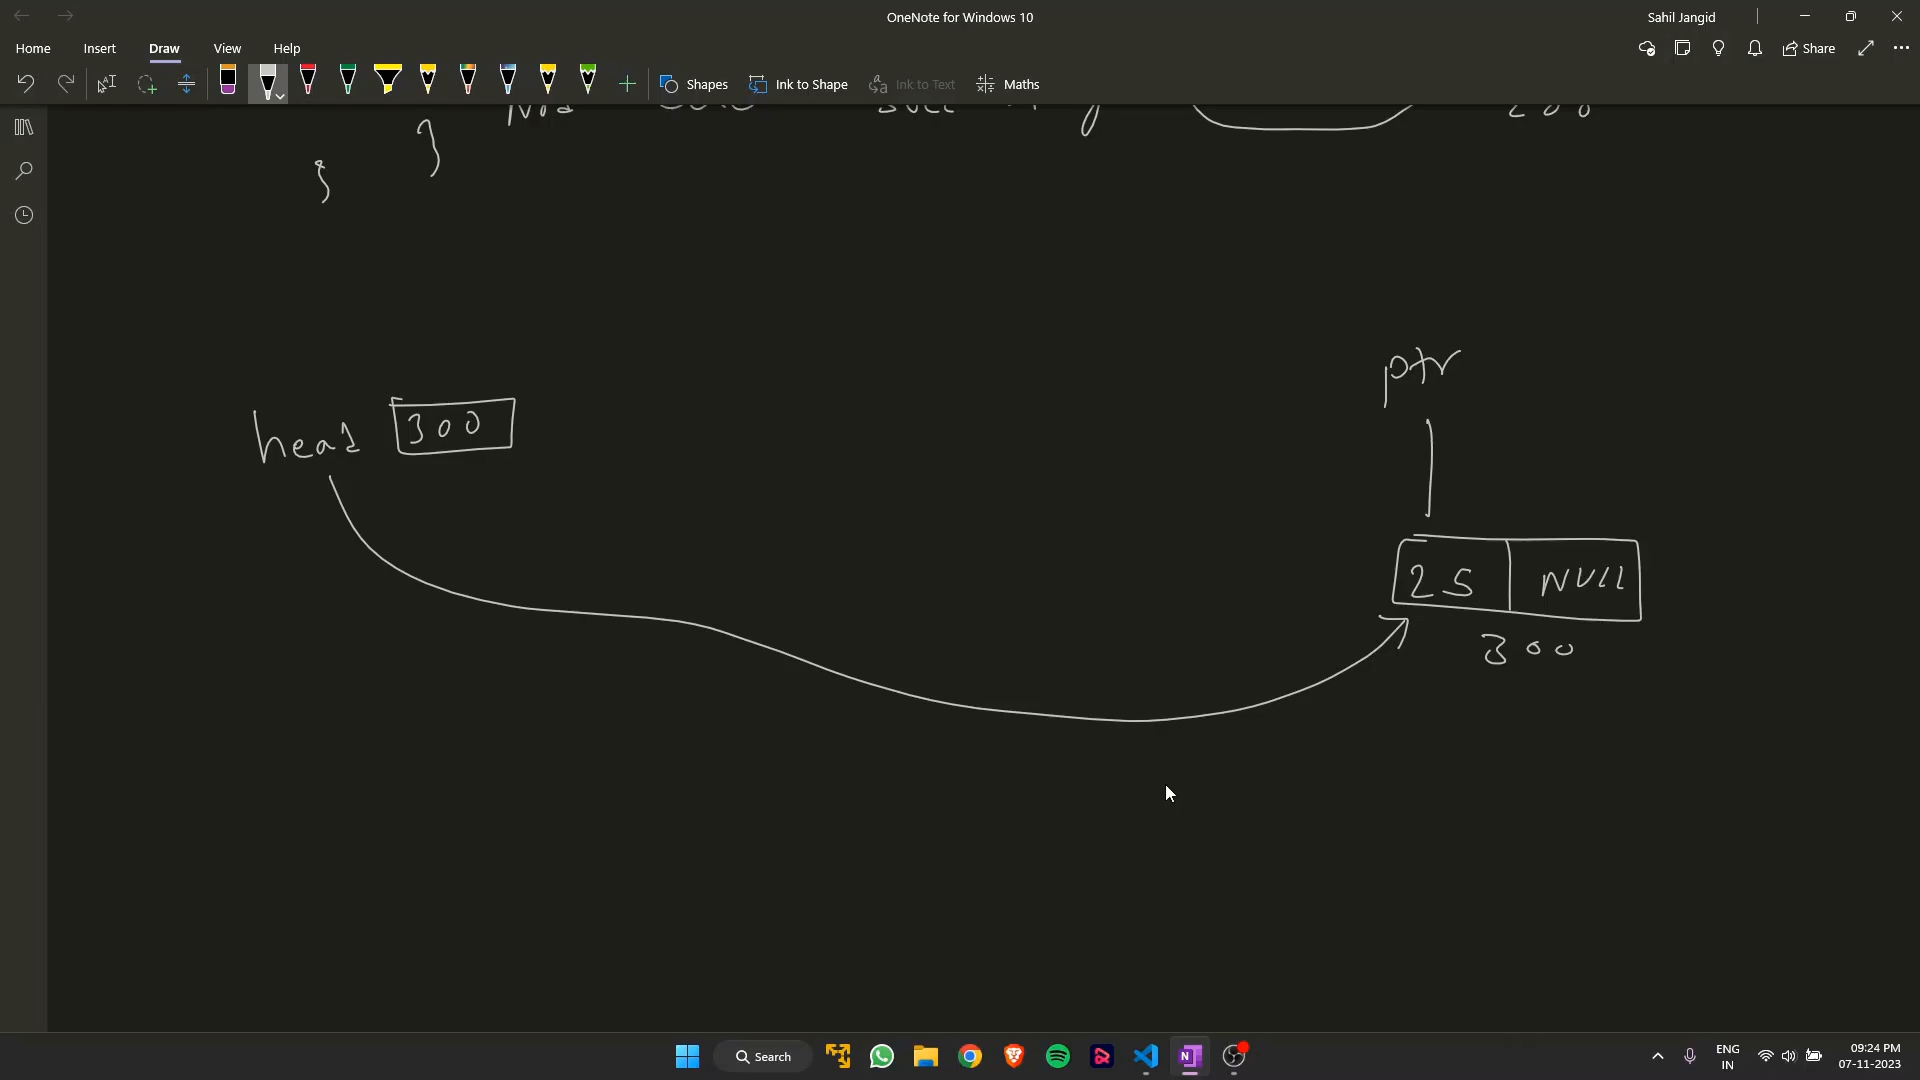 OneNote for Windows 10
Sahil Jangid
Home Insert Draw View Help
Share
Shapes Ink to Shape Ink to Text Maths
200
}
}
ptr
head 300
25 NULL
300
Search
ENG
IN
09:24 PM
07-11-2023